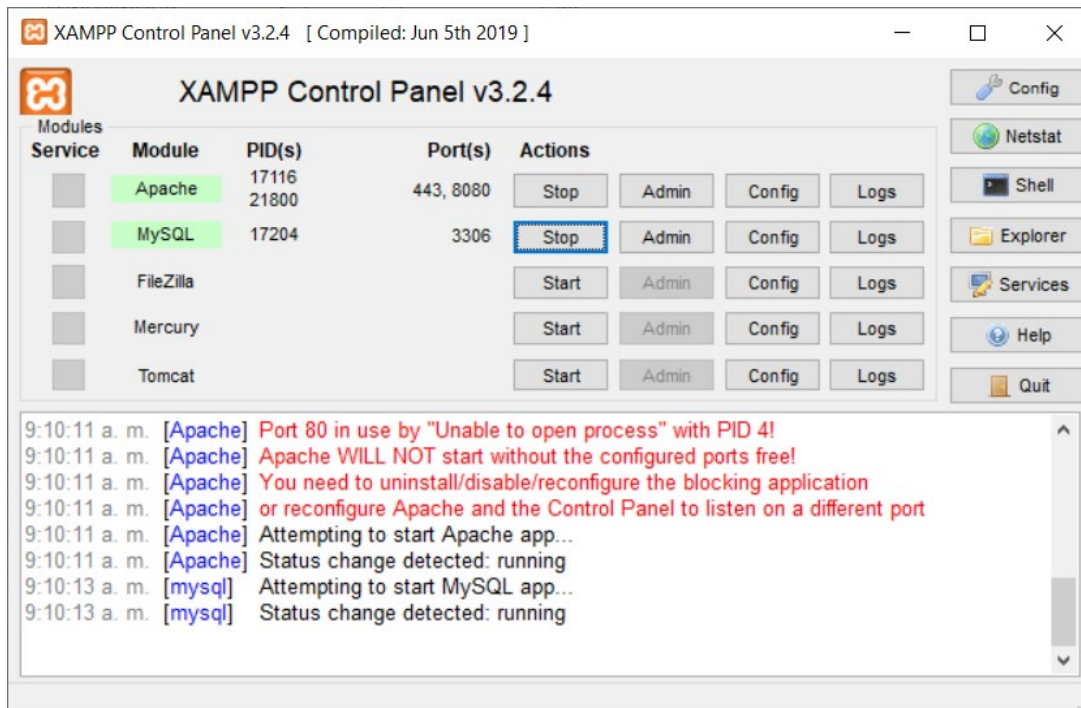 XAMPP Control Panel v3.2.4 [ Compiled: Jun 5th 2019 ]
XAMPP Control Panel v3.2.4
Config
Modules
Service Module PID(s) Port(s) Actions
Netstat
Apache 17116 21800 443, 8080 Stop Admin Config Logs
Shell
MySQL 17204 3306 Stop Admin Config Logs
Explorer
FileZilla Start Admin Config Logs
Services
Mercury Start Admin Config Logs
Help
Tomcat Start Admin Config Logs
Quit
9:10:11 a. m. [Apache] Port 80 in use by "Unable to open process" with PID 4!
9:10:11 a. m. [Apache] Apache WILL NOT start without the configured ports free!
9:10:11 a. m. [Apache] You need to uninstall/disable/reconfigure the blocking application
9:10:11 a. m. [Apache] or reconfigure Apache and the Control Panel to listen on a different port
9:10:11 a. m. [Apache] Attempting to start Apache app...
9:10:11 a. m. [Apache] Status change detected: running
9:10:13 a. m. [mysql] Attempting to start MySQL app...
9:10:13 a. m. [mysql] Status change detected: running